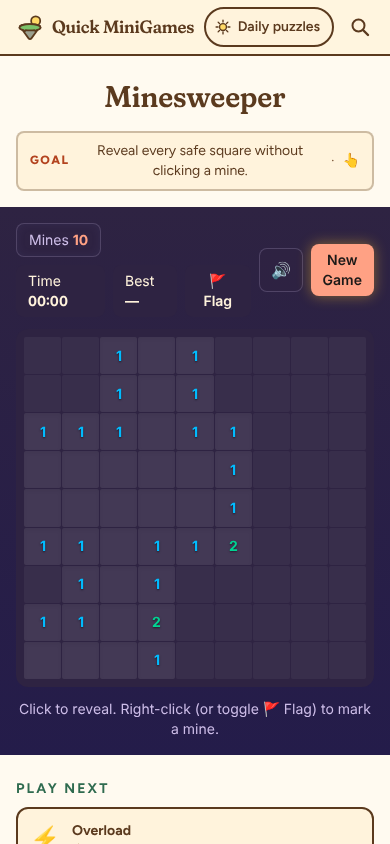 Quick MiniGames
Daily puzzles
Minesweeper
GOAL
Reveal every safe square without
clicking a mine.
Mines 10
Time
00:00
Best
—
Flag
New
Game
1 1
1 1
1 1 1 1 1
1
1
1 1 1 1 2
1 1
1 1 2
1
Click to reveal. Right-click (or toggle 🚩 Flag) to mark
a mine.
PLAY NEXT
Overload